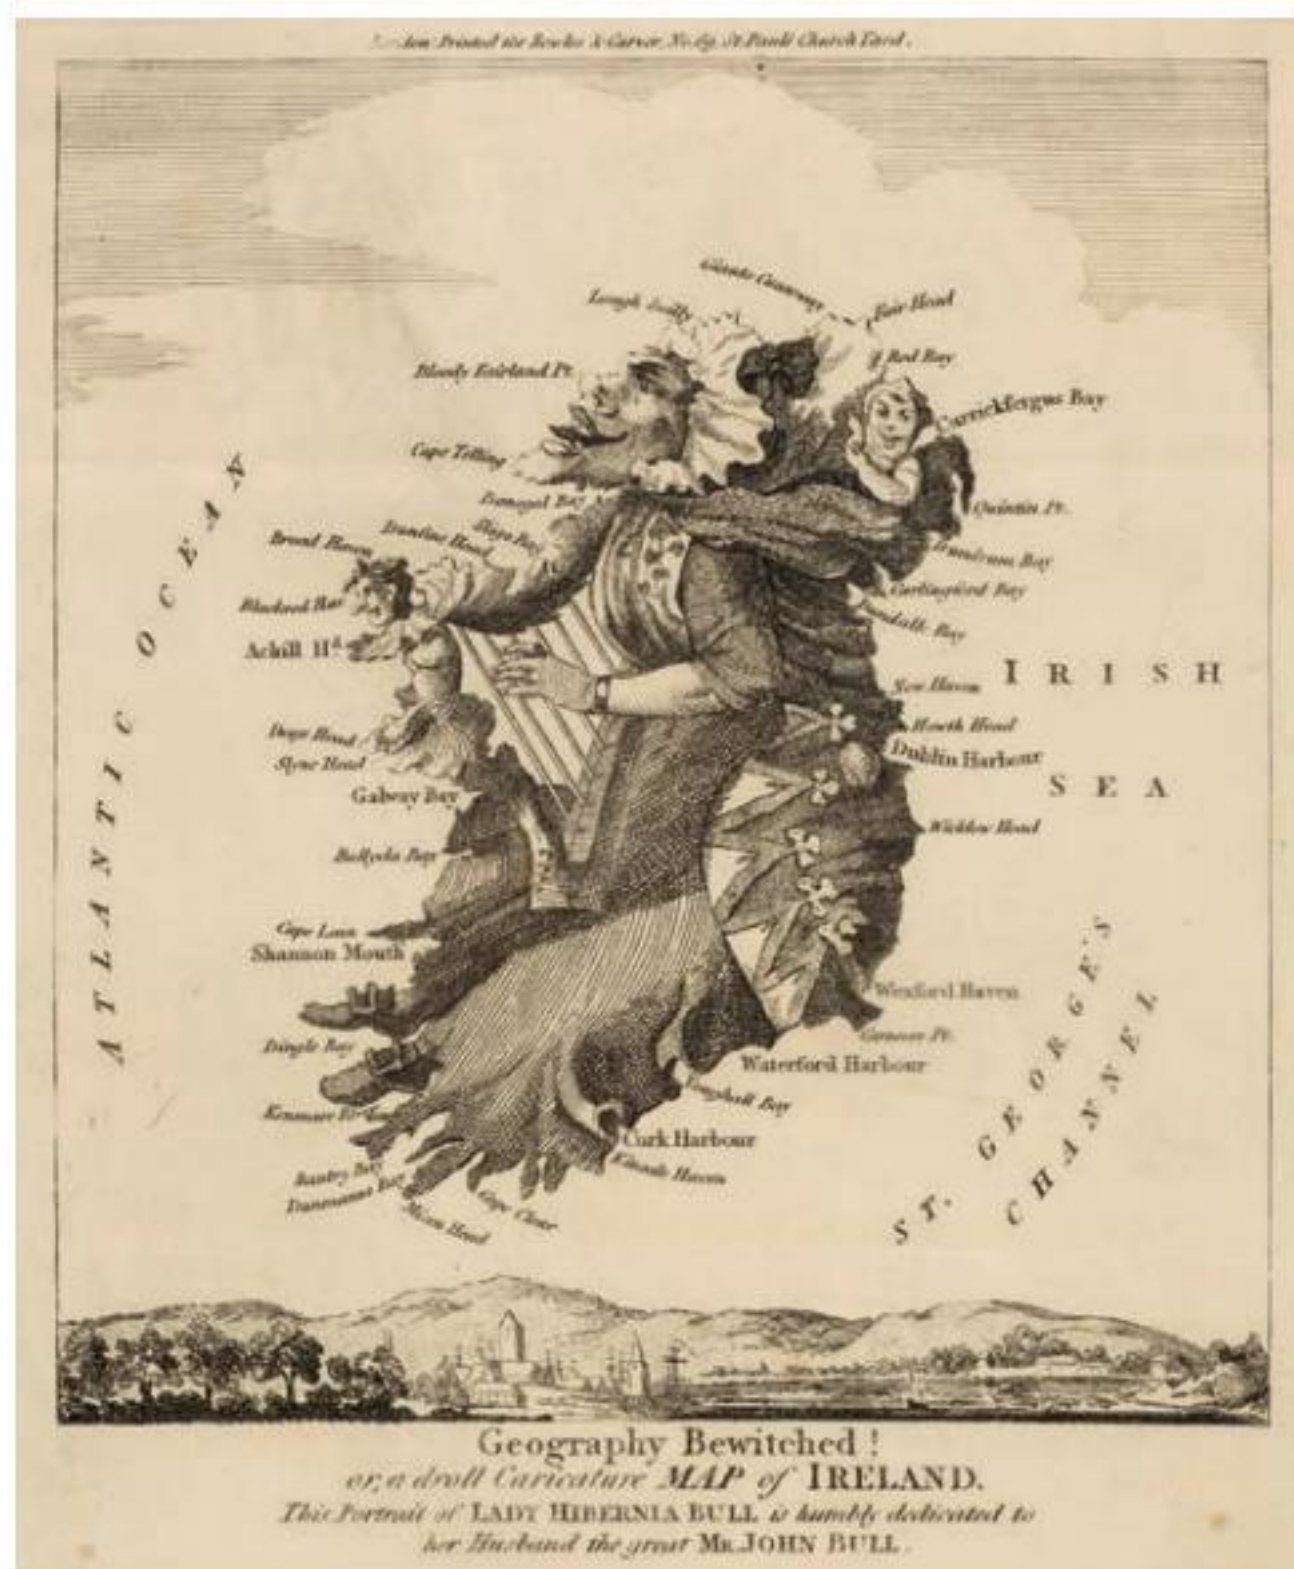 Printed for Bowles & Carver, No. 69 St. Pauls Church Yard.
Giants Causeway
Fair Head
Lough Swilly
Red Bay
Bloody Fairland Pt.
Carrickfergus Bay
Cape Telling
Donegal Bay
Quintin Pt.
Slego Bay
Broad Haven
Dundrum Bay
Carlingford Bay
Blacksod Bay
Dundalk Bay
Achill Hd.
IRISH
SEA
ATLANTIC OCEAN
New Haven
Howth Head
Dublin Harbour
Slyne Head
Galway Bay
Wicklow Head
Cape Lean
Shannon Mouth
Wexford Haven
Dingle Bay
Waterford Harbour
Youghall Bay
Kenmare
Cork Harbour
Kinsale Haven
Bantry Bay
Cape Clear
Mizen Head
ST. GEORGE'S
CHANNEL
Geography Bewitched!
or, a droll Caricature MAP of IRELAND.
This Portrait of LADY HIBERNIA BULL is humbly dedicated to
her Husband the great MR. JOHN BULL.